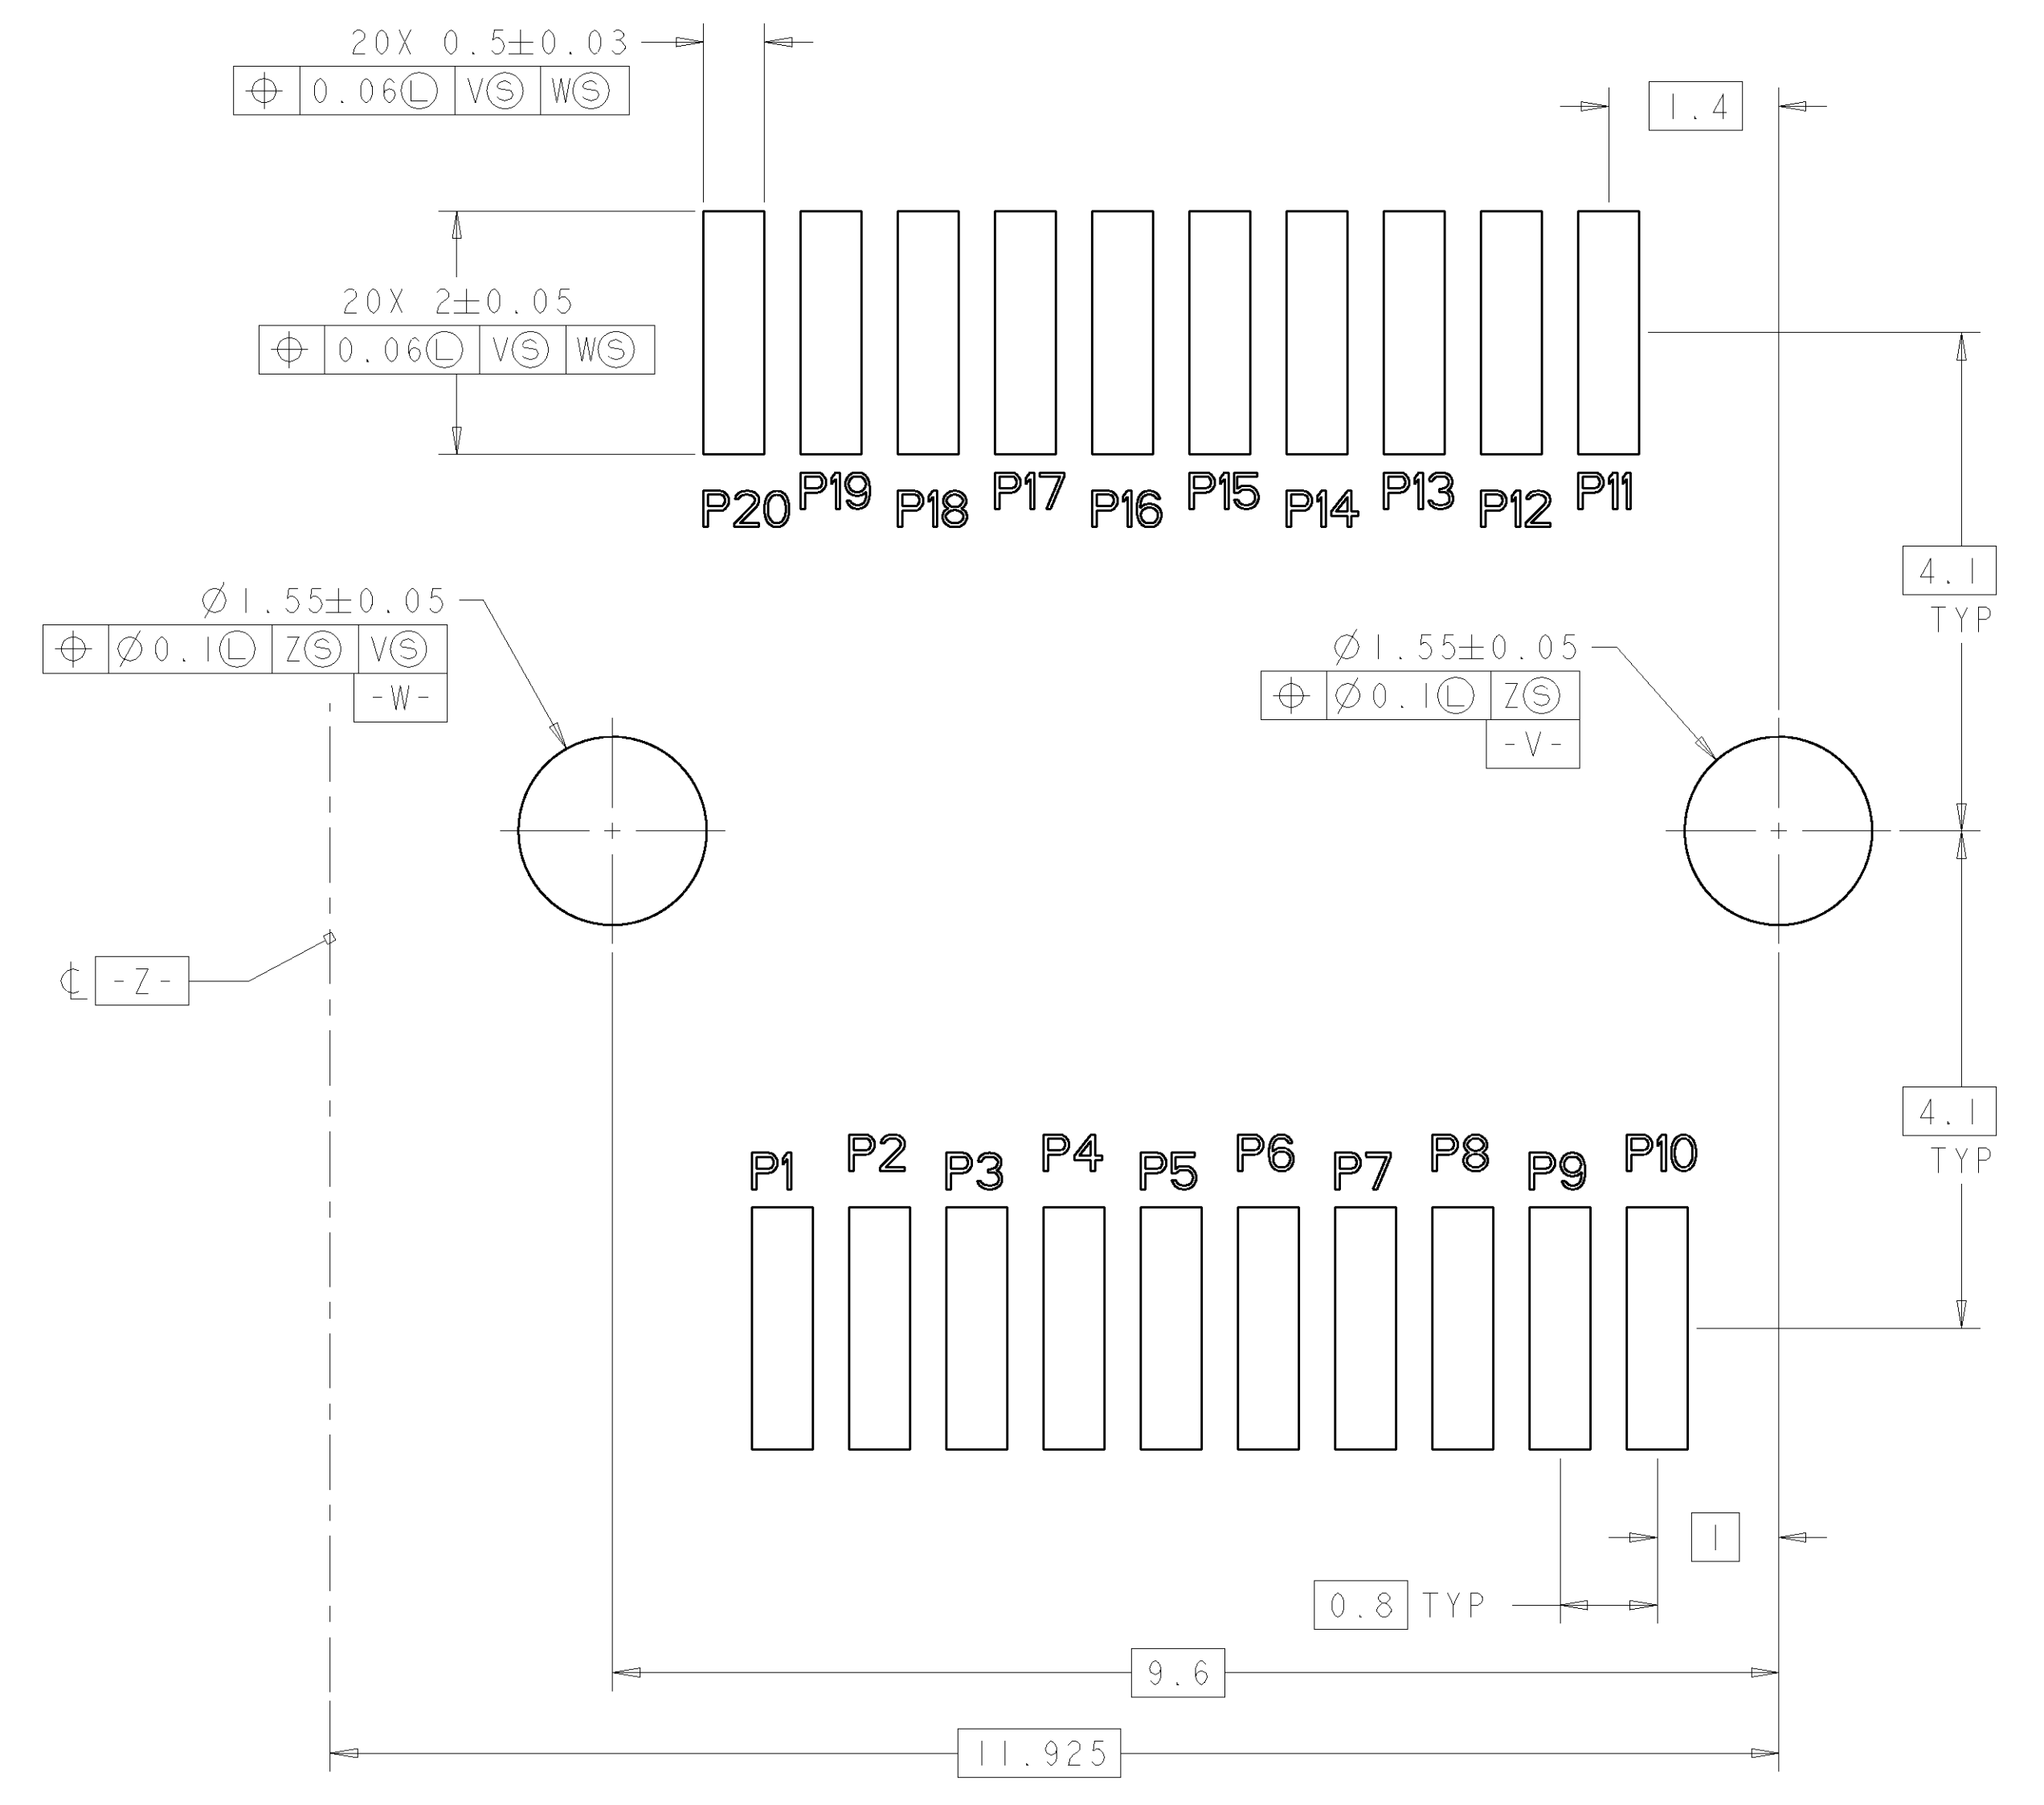 20X 0.5±0.03
⌖ 0.06Ⓛ VⓈ WⓈ
1.4
20X 2±0.05
⌖ 0.06Ⓛ VⓈ WⓈ
P20 P19 P18 P17 P16 P15 P14 P13 P12 P11
4.1
TYP
Ø1.55±0.05
⌖ Ø0.1Ⓛ ZⓈ VⓈ
-W-
Ø1.55±0.05
⌖ Ø0.1Ⓛ ZⓈ
-V-
℄ -Z-
4.1
TYP
P1 P2 P3 P4 P5 P6 P7 P8 P9 P10
1
0.8 TYP
9.6
11.925